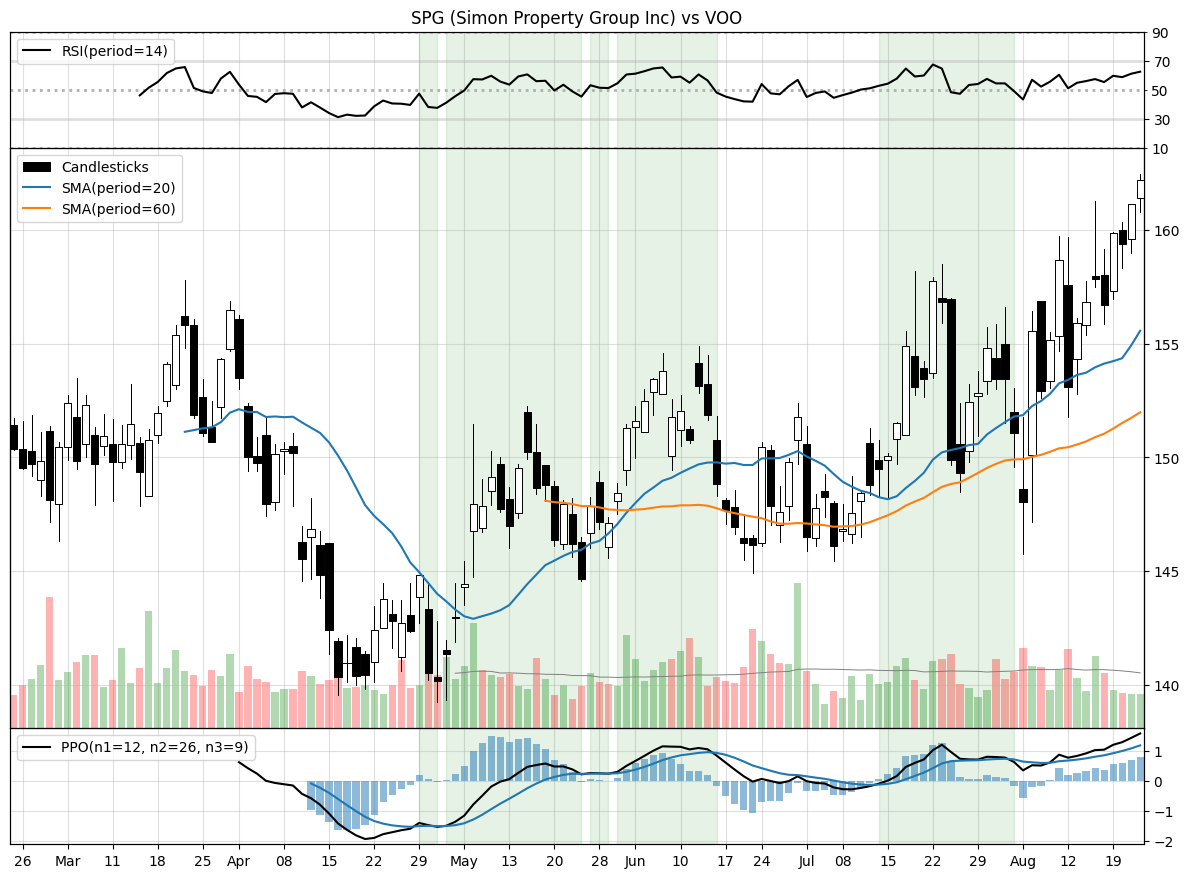 SPG (Simon Property Group Inc) vs VOO
RSI(period=14)
90
70
50
30
10
Candlesticks
SMA(period=20)
SMA(period=60)
160
155
150
145
140
PPO(n1=12, n2=26, n3=9)
1
0
−1
−2
26 Mar 11 18 25 Apr 08 15 22 29 May 13 20 28 Jun 10 17 24 Jul 08 15 22 29 Aug 12 19